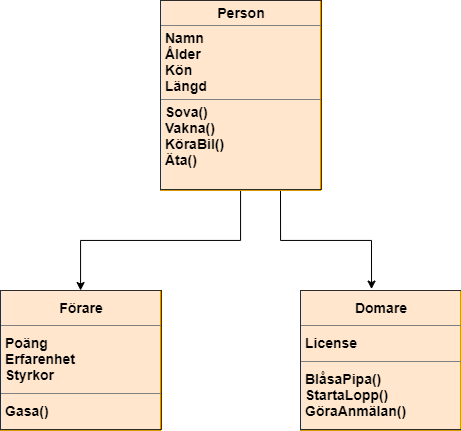 Person
Namn
Ålder
Kön
Längd
Sova()
Vakna()
KöraBil()
Äta()
Förare
Poäng
Erfarenhet
Styrkor
Gasa()
Domare
License
BlåsaPipa()
StartaLopp()
GöraAnmälan()